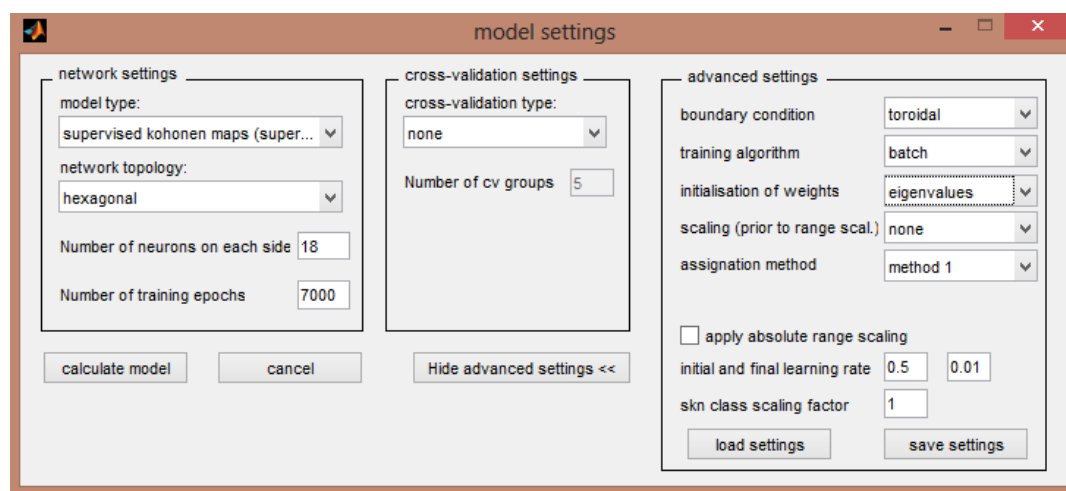 model settings
network settings
model type:
supervised kohonen maps (super...
network topology:
hexagonal
Number of neurons on each side 18
Number of training epochs 7000
calculate model
cancel
cross-validation settings
cross-validation type:
none
Number of cv groups 5
Hide advanced settings <<
advanced settings
boundary condition toroidal
training algorithm batch
initialisation of weights eigenvalues
scaling (prior to range scal.) none
assignation method method 1
apply absolute range scaling
initial and final learning rate 0.5 0.01
skn class scaling factor 1
load settings
save settings